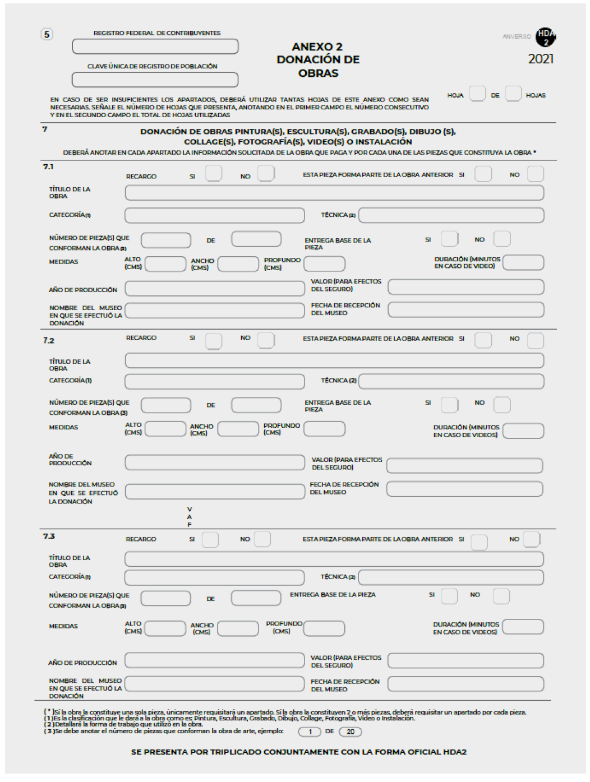 5
REGISTRO FEDERAL DE CONTRIBUYENTES
ANVERSO HDA 2
CLAVE ÚNICA DE REGISTRO DE POBLACIÓN
ANEXO 2
DONACIÓN DE
OBRAS
2021
HOJA DE HOJAS
EN CASO DE SER INSUFICIENTES LOS APARTADOS, DEBERÁ UTILIZAR TANTAS HOJAS DE ESTE ANEXO COMO SEAN
NECESARIAS. SEÑALE EL NÚMERO DE HOJAS QUE PRESENTA, ANOTANDO EN EL PRIMER CAMPO EL NÚMERO CONSECUTIVO
Y EN EL SEGUNDO CAMPO EL TOTAL DE HOJAS UTILIZADAS
7 DONACIÓN DE OBRAS PINTURA(S), ESCULTURA(S), GRABADO(S), DIBUJO (S),
COLLAGE(S), FOTOGRAFÍA(S), VIDEO(S) O INSTALACIÓN
DEBERÁ ANOTAR EN CADA APARTADO LA INFORMACIÓN SOLICITADA DE LA OBRA QUE PAGA Y POR CADA UNA DE LAS PIEZAS QUE CONSTITUYA LA OBRA *
7.1
RECARGO SI NO ESTA PIEZA FORMA PARTE DE LA OBRA ANTERIOR SI NO
TÍTULO DE LA
OBRA
CATEGORÍA(1) TÉCNICA (2)
NÚMERO DE PIEZA(S) QUE
CONFORMAN LA OBRA(3) DE ENTREGA BASE DE LA
PIEZA SI NO
MEDIDAS ALTO
(CMS) ANCHO
(CMS) PROFUNDO
(CMS) DURACIÓN (MINUTOS
EN CASO DE VIDEO)
AÑO DE PRODUCCIÓN VALOR (PARA EFECTOS
DEL SEGURO)
NOMBRE DEL MUSEO
EN QUE SE EFECTUÓ LA
DONACIÓN FECHA DE RECEPCIÓN
DEL MUSEO
7.2
RECARGO SI NO ESTA PIEZA FORMA PARTE DE LA OBRA ANTERIOR SI NO
TÍTULO DE LA
OBRA
CATEGORÍA(1) TÉCNICA (2)
NÚMERO DE PIEZA(S) QUE
CONFORMAN LA OBRA (3) DE ENTREGA BASE DE LA
PIEZA SI NO
MEDIDAS ALTO
(CMS) ANCHO
(CMS) PROFUNDO
(CMS) DURACIÓN (MINUTOS
EN CASO DE VIDEOS)
AÑO DE
PRODUCCIÓN VALOR (PARA EFECTOS
DEL SEGURO)
NOMBRE DEL MUSEO
EN QUE SE EFECTUÓ
LA DONACIÓN FECHA DE RECEPCIÓN
DEL MUSEO
V
A
F
7.3
RECARGO SI NO ESTA PIEZA FORMA PARTE DE LA OBRA ANTERIOR SI NO
TÍTULO DE LA
OBRA
CATEGORÍA (1) TÉCNICA (2)
NÚMERO DE PIEZA(S) QUE
CONFORMAN LA OBRA(3) DE ENTREGA BASE DE LA PIEZA SI NO
MEDIDAS ALTO
(CMS) ANCHO
(CMS) PROFUNDO
(CMS) DURACIÓN (MINUTOS
EN CASO DE VIDEOS)
AÑO DE PRODUCCIÓN VALOR (PARA EFECTOS
DEL SEGURO)
NOMBRE DEL MUSEO
EN QUE SE EFECTUÓ LA
DONACIÓN FECHA DE RECEPCIÓN
DEL MUSEO
( * )Si la obra la constituye una sola pieza, únicamente requisitará un apartado. Si la obra la constituyen 2 o más piezas, deberá requisitar un apartado por cada pieza.
( 1 )Es la clasificación que le dará a la obra como es: Pintura, Escultura, Grabado, Dibujo, Collage, Fotografía, Video o Instalación.
( 2 )Detallará la forma de trabajo que utilizó en la obra.
( 3 )Se debe anotar el número de piezas que conforman la obra de arte, ejemplo: 1 DE 20
SE PRESENTA POR TRIPLICADO CONJUNTAMENTE CON LA FORMA OFICIAL HDA2